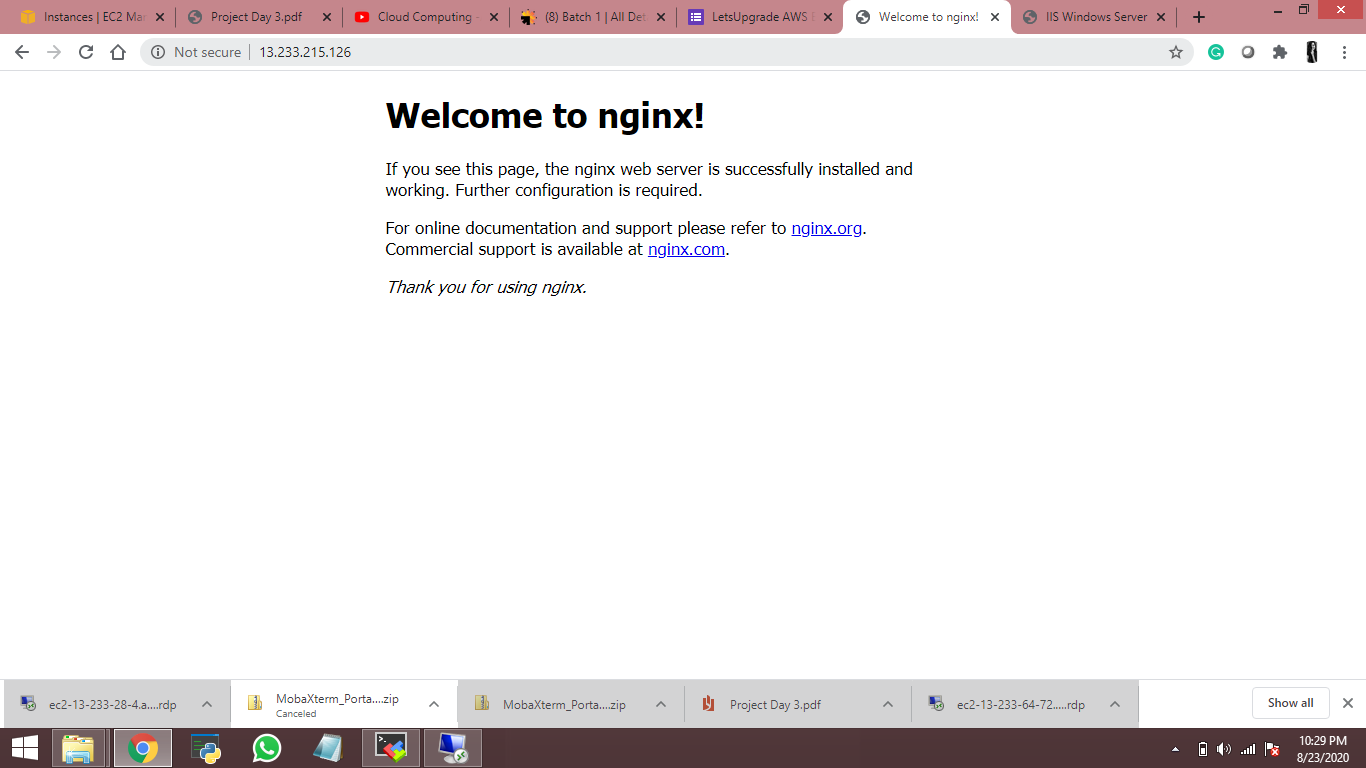 Instances | EC2 Mar
Project Day 3.pdf
Cloud Computing -
(8) Batch 1 | All Det
LetsUpgrade AWS E
Welcome to nginx!
IIS Windows Server
Not secure
13.233.215.126
Welcome to nginx!
If you see this page, the nginx web server is successfully installed and
working. Further configuration is required.
For online documentation and support please refer to nginx.org.
Commercial support is available at nginx.com.
Thank you for using nginx.
ec2-13-233-28-4.a....rdp
MobaXterm_Porta....zip
Canceled
MobaXterm_Porta....zip
Project Day 3.pdf
ec2-13-233-64-72.....rdp
Show all
10:29 PM
8/23/2020